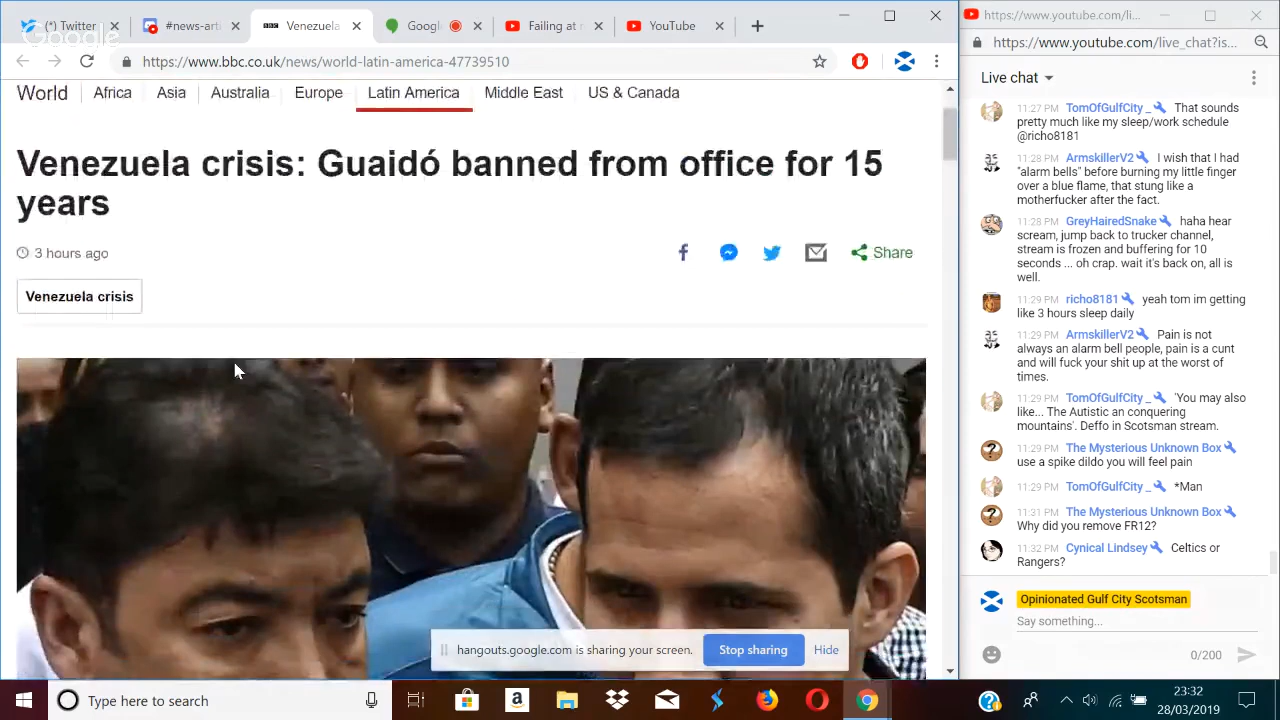 (*) Twitter
#news-arti
Venezuela
Googl
Filling at r
YouTube
Google
https://www.bbc.co.uk/news/world-latin-america-47739510
World
Africa
Asia
Australia
Europe
Latin America
Middle East
US & Canada
Venezuela crisis: Guaidó banned from office for 15
years
3 hours ago
Share
Venezuela crisis
hangouts.google.com is sharing your screen.
Stop sharing
Hide
https://www.youtube.com/li...
https://www.youtube.com/live_chat?is...
Live chat
11:27 PM TomOfGulfCity _ That sounds
pretty much like my sleep/work schedule
@richo8181
11:28 PM ArmskillerV2 I wish that I had
"alarm bells" before burning my little finger
over a blue flame, that stung like a
motherfucker after the fact.
11:28 PM GreyHairedSnake haha hear
scream, jump back to trucker channel,
stream is frozen and buffering for 10
seconds ... oh crap. wait it's back on, all is
well.
11:29 PM richo8181 yeah tom im getting
like 3 hours sleep daily
11:29 PM ArmskillerV2 Pain is not
always an alarm bell people, pain is a cunt
and will fuck your shit up at the worst of
times.
11:29 PM TomOfGulfCity _ 'You may also
like... The Autistic an conquering
mountains'. Deffo in Scotsman stream.
11:29 PM The Mysterious Unknown Box
use a spike dildo you will feel pain
11:29 PM TomOfGulfCity _ *Man
11:31 PM The Mysterious Unknown Box
Why did you remove FR12?
11:32 PM Cynical Lindsey Celtics or
Rangers?
Opinionated Gulf City Scotsman
Say something...
0/200
Type here to search
23:32
28/03/2019